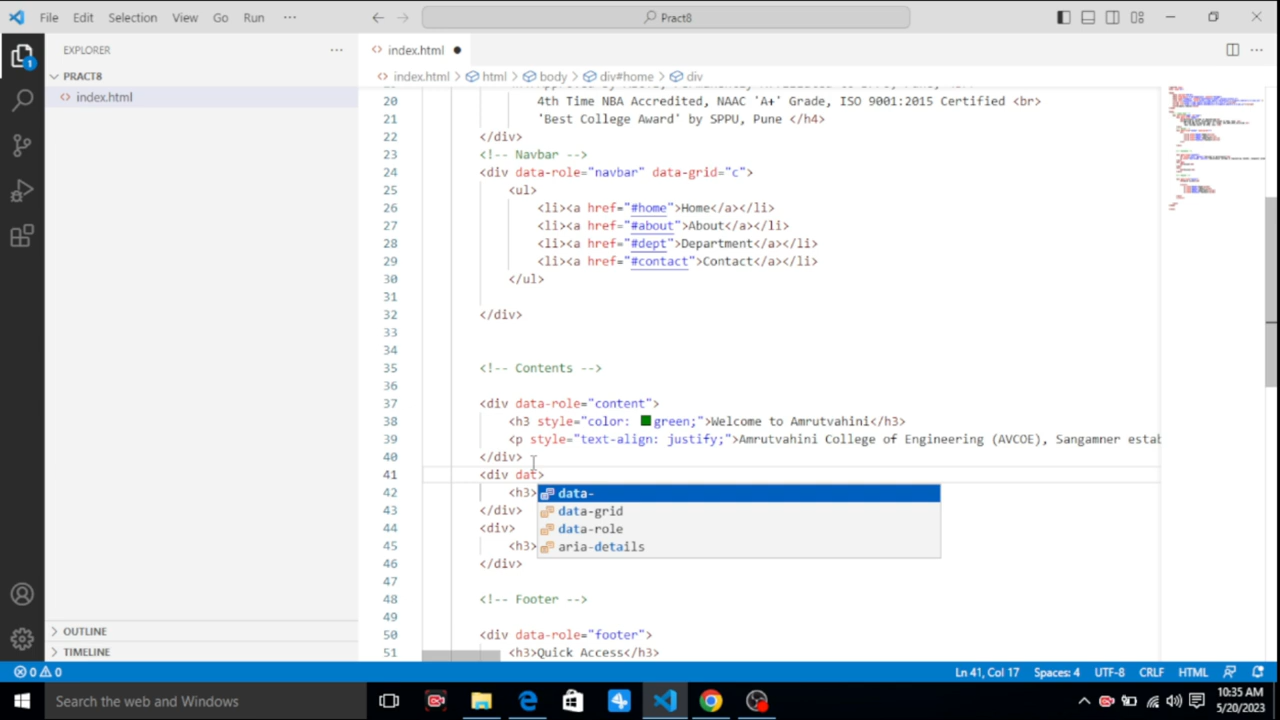 File Edit Selection View Go Run ··· Pract8
EXPLORER ···
index.html
PRACT8
index.html
index.html > html > body > div#home > div
20 4th Time NBA Accredited, NAAC 'A+' Grade, ISO 9001:2015 Certified <br>
21 'Best College Award' by SPPU, Pune </h4>
22 </div>
23 <!-- Navbar -->
24 <div data-role="navbar" data-grid="c">
25 <ul>
26 <li><a href="#home">Home</a></li>
27 <li><a href="#about">About</a></li>
28 <li><a href="#dept">Department</a></li>
29 <li><a href="#contact">Contact</a></li>
30 </ul>
31
32 </div>
33
34
35 <!-- Contents -->
36
37 <div data-role="content">
38 <h3 style="color: green;">Welcome to Amrutvahini</h3>
39 <p style="text-align: justify;">Amrutvahini College of Engineering (AVCOE), Sangamner estab
40 </div>
41 <div dat>
42 <h3>
43 </div>
44 <div>
45 <h3>
46 </div>
47
48 <!-- Footer -->
49
50 <div data-role="footer">
51 <h3>Quick Access</h3>
data-
data-grid
data-role
aria-details
OUTLINE
TIMELINE
1
0 0 Ln 41, Col 17 Spaces: 4 UTF-8 CRLF HTML
Search the web and Windows
10:35 AM
5/20/2023